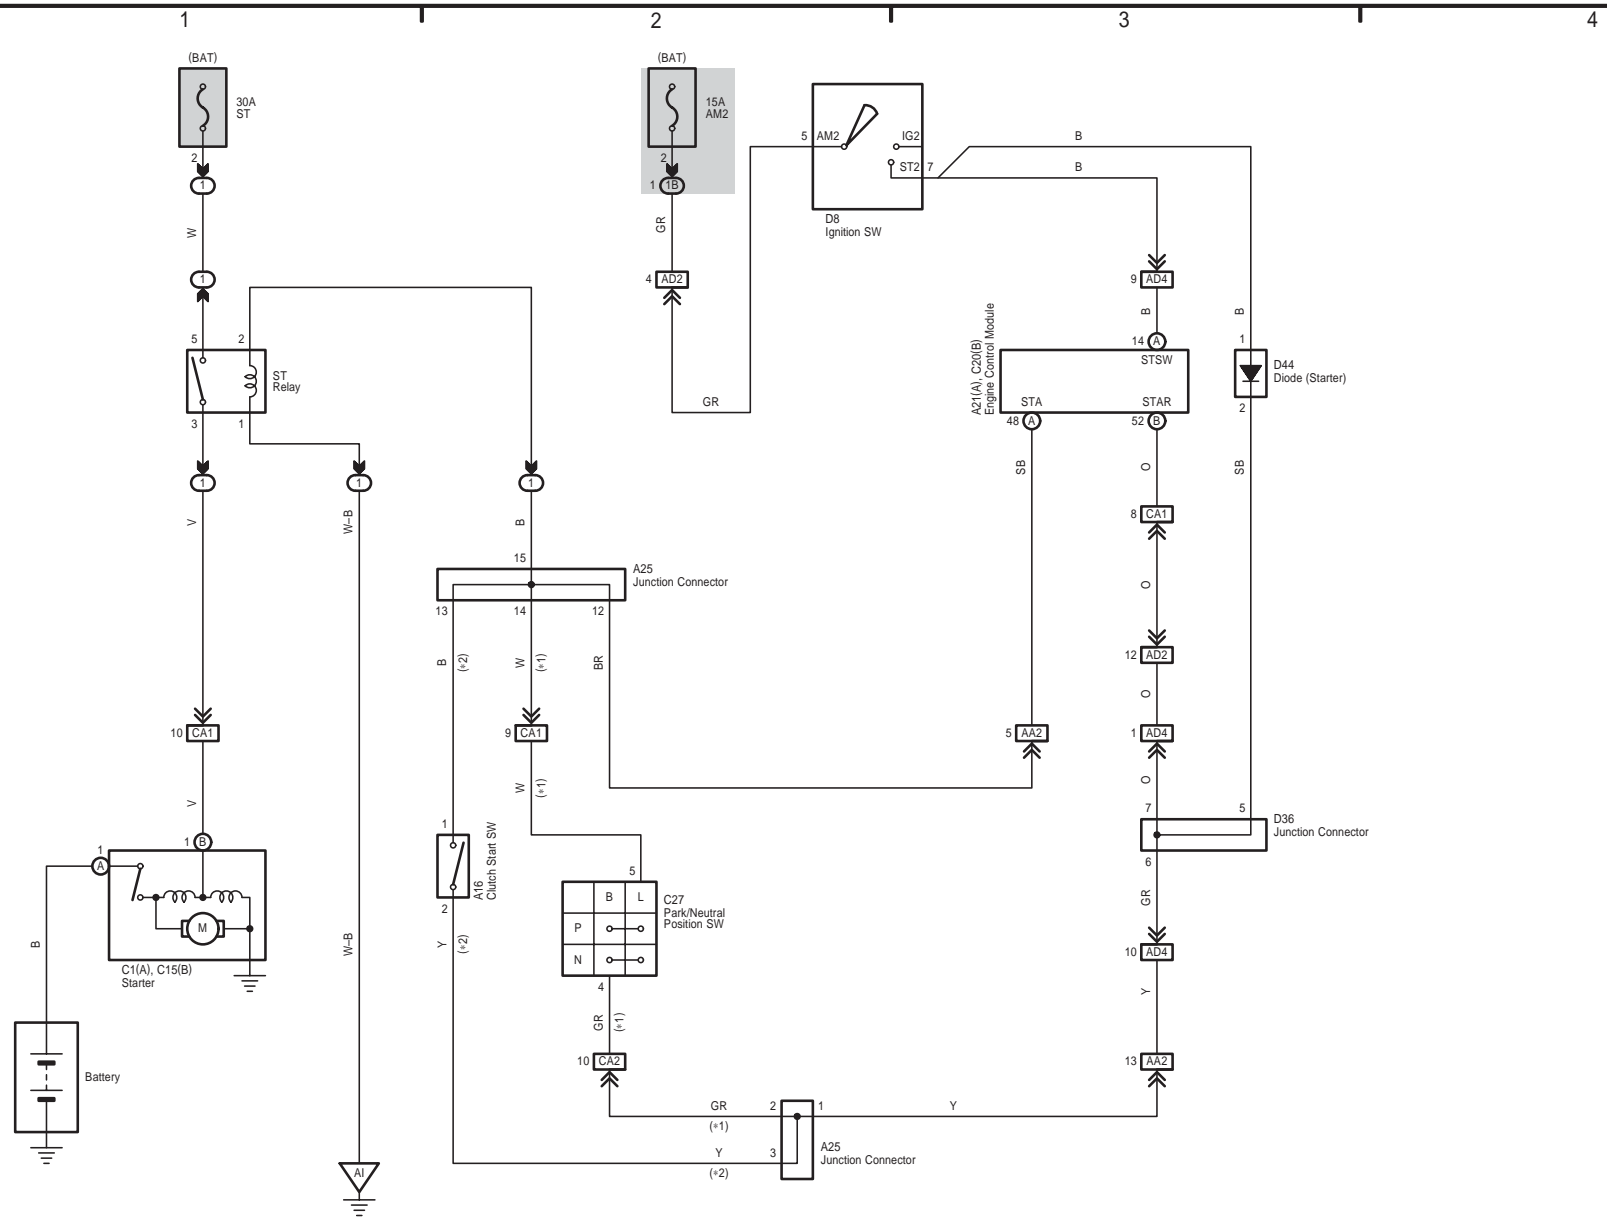 1 2 3 4
(BAT)
30A
ST
2
1
W
1
5 2
ST
Relay
3 1
1
1
1
V
W–B
B
(BAT)
15A
AM2
2
1 1B
GR
4 AD2
GR
5 AM2
IG2
ST2 7
D8
Ignition SW
B
B
9 AD4
B
B
14 A
STSW
STA
STAR
A21(A), C20(B)
Engine Control Module
48 A
52 B
1
D44
Diode (Starter)
2
SB
O
SB
8 CA1
O
12 AD2
O
15
A25
Junction Connector
13 14 12
B
(*2)
W
(*1)
BR
10 CA1
9 CA1
5 AA2
1 AD4
V
W
(*1)
O
7 5
D36
Junction Connector
6
1 B
1
A
M
C1(A), C15(B)
Starter
B
W–B
Battery
AI
1
A16
Clutch Start SW
2
Y
(*2)
5
B L
P
N
C27
Park/Neutral
Position SW
4
GR
(*1)
10 CA2
GR
10 AD4
Y
13 AA2
GR
(*1)
2 1
Y
Y
(*2)
3
A25
Junction Connector